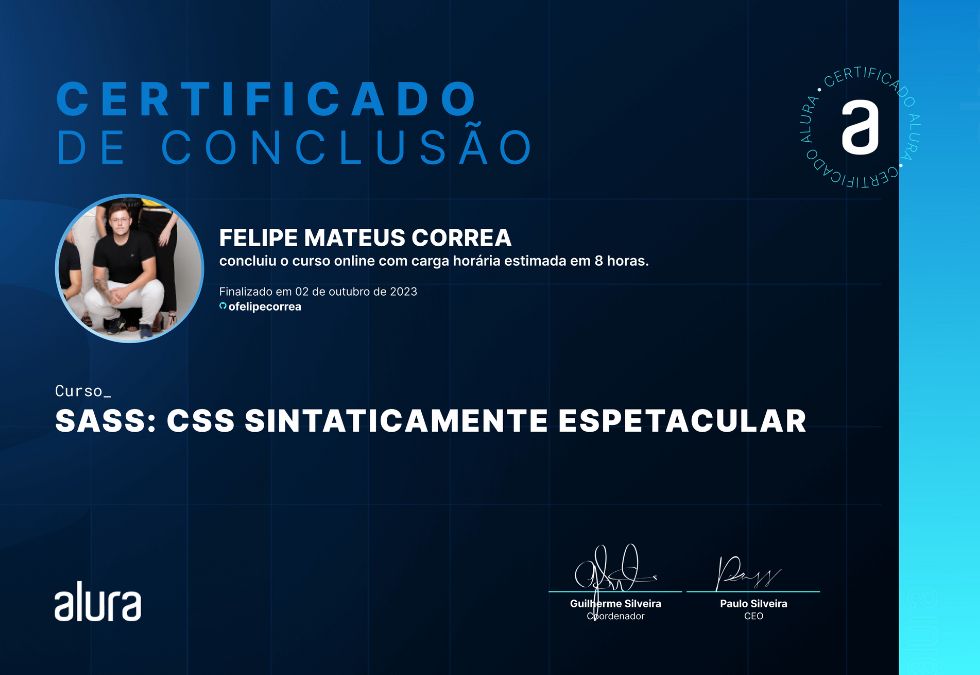 CERTIFICADO
DE CONCLUSÃO
CERTIFICADO ALURA • CERTIFICADO ALURA •
a
FELIPE MATEUS CORREA
concluiu o curso online com carga horária estimada em 8 horas.
Finalizado em 02 de outubro de 2023
ofelipecorrea
Curso_
SASS: CSS SINTATICAMENTE ESPETACULAR
alura
Guilherme Silveira
Coordenador
Paulo Silveira
CEO